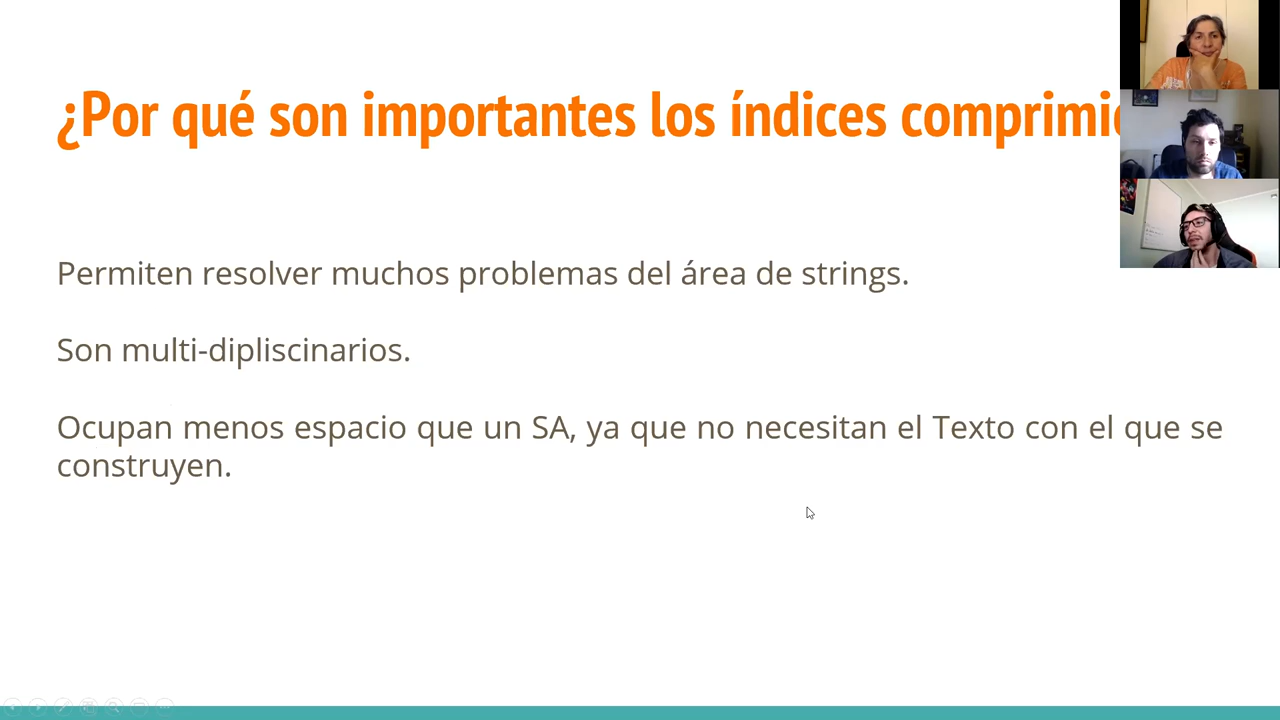 ¿Por qué son importantes los índices
Permiten resolver muchos problemas del área de strings.
Son multi-dipliscinarios.
Ocupan menos espacio que un SA, ya que no necesitan el Texto con el que se
construyen.